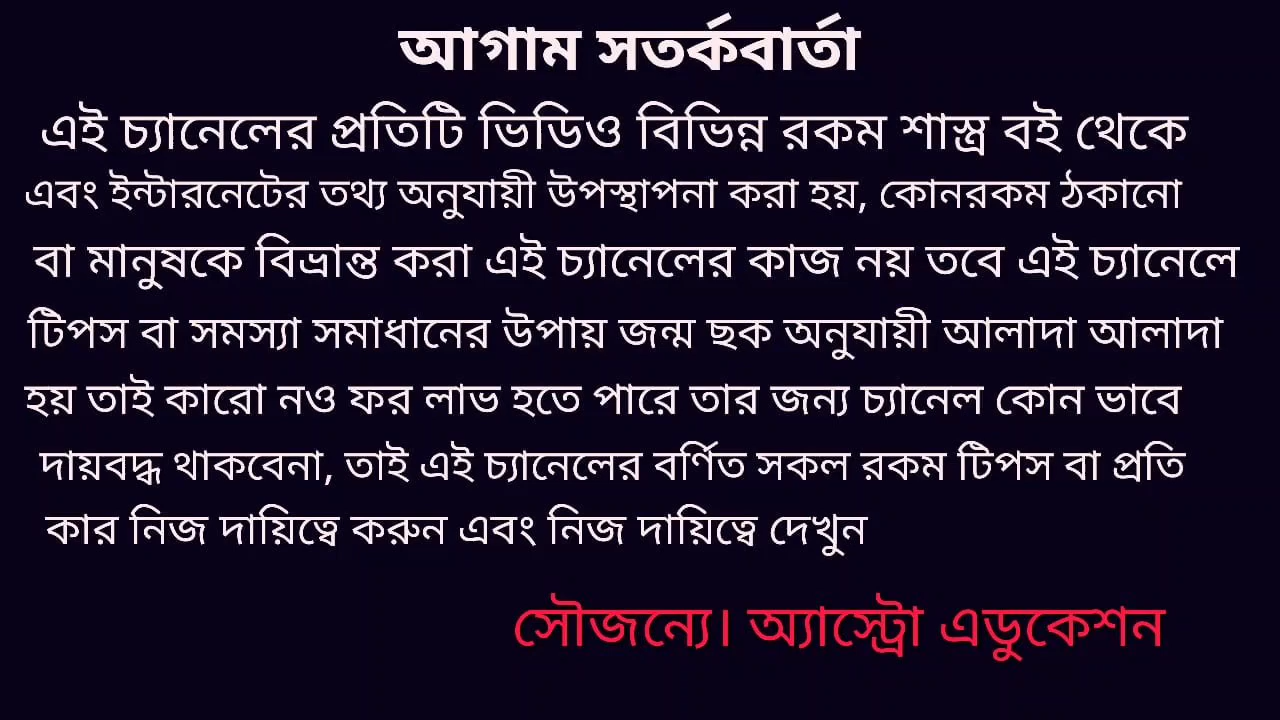 আগাম সতর্কবার্তা
এই চ্যানেলের প্রতিটি ভিডিও বিভিন্ন রকম শাস্ত্র বই থেকে
এবং ইন্টারনেটের তথ্য অনুযায়ী উপস্থাপনা করা হয়, কোনরকম ঠকানো
বা মানুষকে বিভ্রান্ত করা এই চ্যানেলের কাজ নয় তবে এই চ্যানেলে
টিপস বা সমস্যা সমাধানের উপায় জন্ম ছক অনুযায়ী আলাদা আলাদা
হয় তাই কারো নও ফর লাভ হতে পারে তার জন্য চ্যানেল কোন ভাবে
দায়বদ্ধ থাকবেনা, তাই এই চ্যানেলের বর্ণিত সকল রকম টিপস বা প্রতি
কার নিজ দায়িত্বে করুন এবং নিজ দায়িত্বে দেখুন
সৌজন্যে। অ্যাস্ট্রো এডুকেশন